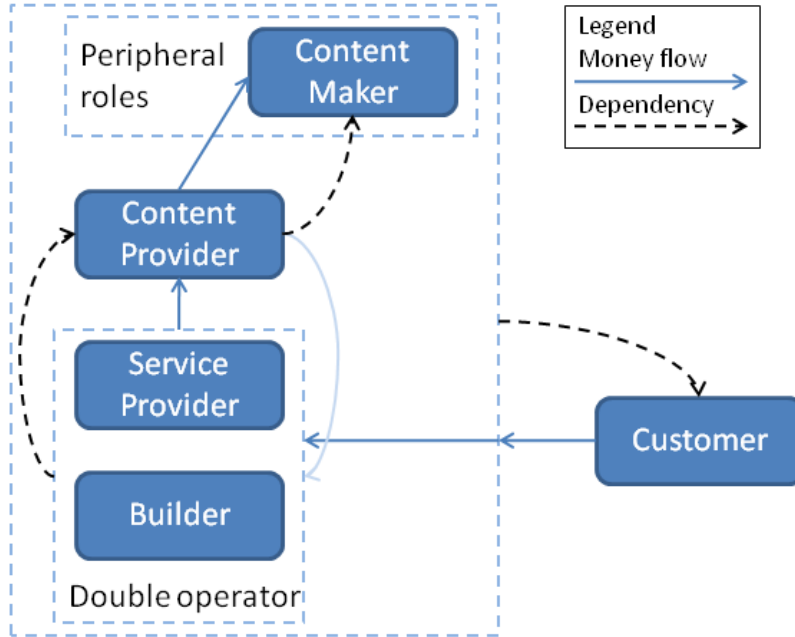 Peripheral
roles
Content
Maker
Legend
Money flow
Dependency
Content
Provider
Service
Provider
Customer
Builder
Double operator